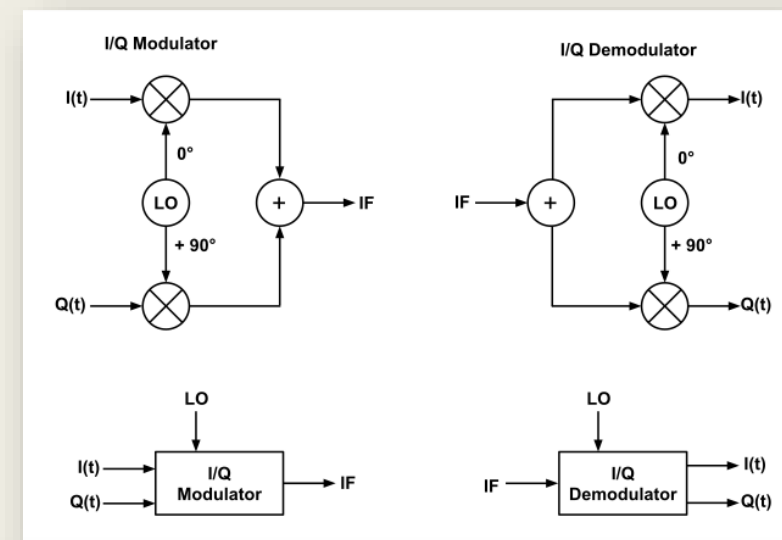 I/Q Modulator
I(t)
0°
LO
+ 90°
Q(t)
+
IF
I/Q Demodulator
IF
+
I(t)
0°
LO
+ 90°
Q(t)
LO
I(t)
Q(t)
I/Q
Modulator
IF
LO
IF
I/Q
Demodulator
I(t)
Q(t)